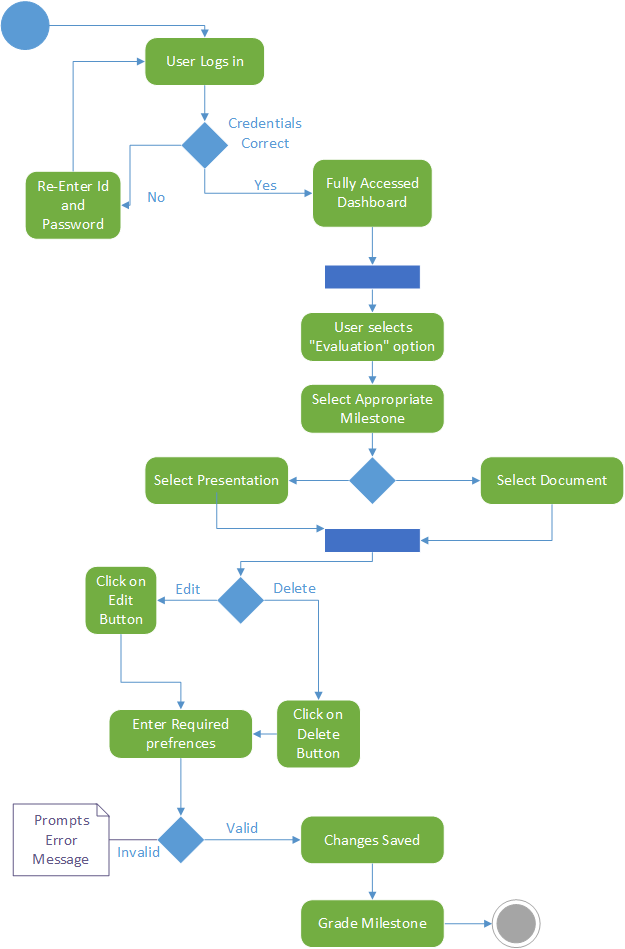 User Logs in
Credentials
Correct
Re-Enter Id
and
Password
No
Yes
Fully Accessed
Dashboard
User selects
"Evaluation" option
Select Appropriate
Milestone
Select Presentation
Select Document
Click on
Edit
Button
Edit
Delete
Enter Required
prefrences
Click on
Delete
Button
Prompts
Error
Message
Invalid
Valid
Changes Saved
Grade Milestone